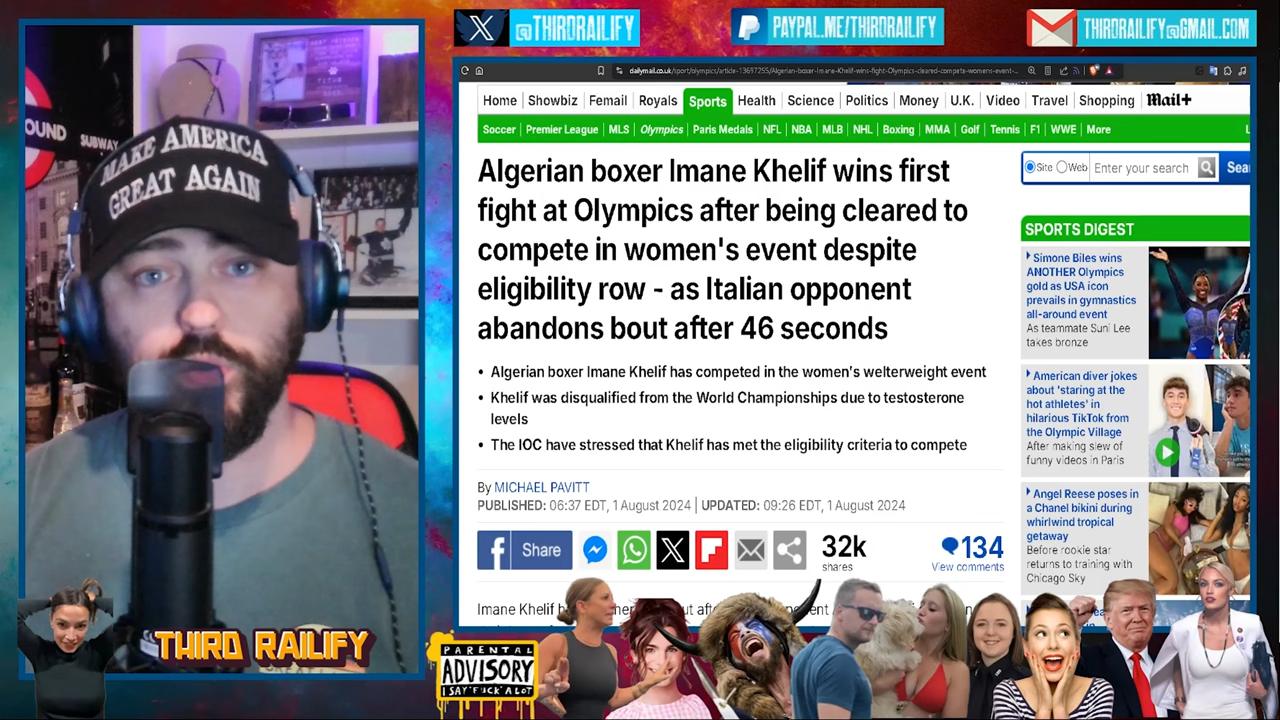 @THIRDRAILIFY
PAYPAL.ME/THIRDRAILIFY
THIRDRAILIFY@GMAIL.COM
OUND
SUBWAY
MAKE AMERICA
GREAT AGAIN
Home Showbiz Femail Royals Sports Health Science Politics Money U.K. Video Travel Shopping Mail+
Soccer Premier League MLS Olympics Paris Medals NFL NBA MLB NHL Boxing MMA Golf Tennis F1 WWE More
Algerian boxer Imane Khelif wins first
fight at Olympics after being cleared to
compete in women's event despite
eligibility row - as Italian opponent
abandons bout after 46 seconds
• Algerian boxer Imane Khelif has competed in the women's welterweight event
• Khelif was disqualified from the World Championships due to testosterone
levels
• The IOC have stressed that Khelif has met the eligibility criteria to compete
By MICHAEL PAVITT
PUBLISHED: 06:37 EDT, 1 August 2024 | UPDATED: 09:26 EDT, 1 August 2024
Share
32k
shares
134
View comments
Imane Khelif
Site Web Enter your search Sea
SPORTS DIGEST
Simone Biles wins
ANOTHER Olympics
gold as USA icon
prevails in gymnastics
all-around event
As teammate Suni Lee
takes bronze
American diver jokes
about 'staring at the
hot athletes' in
hilarious TikTok from
the Olympic Village
After making slew of
funny videos in Paris
Angel Reese poses in
a Chanel bikini during
whirlwind tropical
getaway
Before rookie star
returns to training with
Chicago Sky
THIRD RAILIFY
PARENTAL
ADVISORY
I SAY "FUCK" A LOT